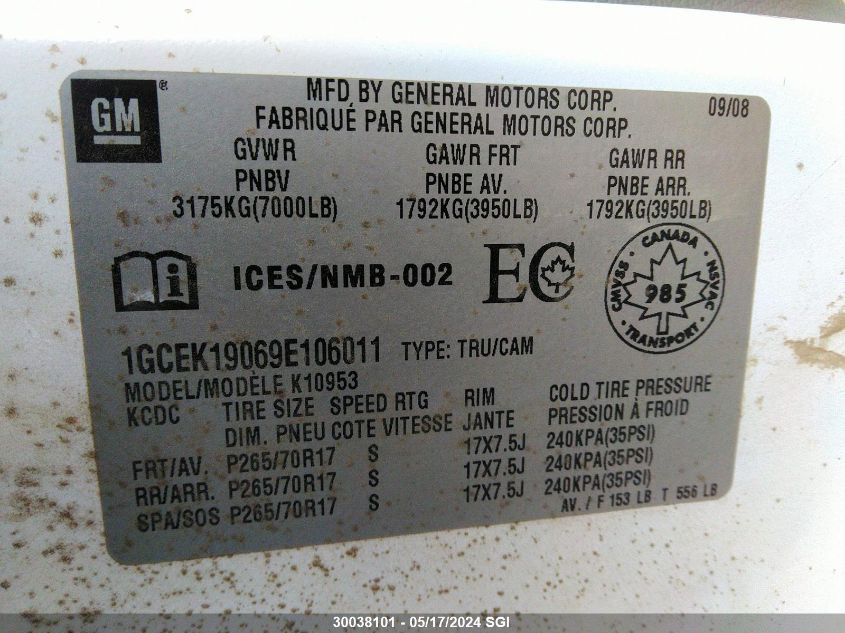 GM ®
MFD BY GENERAL MOTORS CORP. 09/08
FABRIQUÉ PAR GENERAL MOTORS CORP.
GVWR GAWR FRT GAWR RR
PNBV PNBE AV. PNBE ARR.
3175KG(7000LB) 1792KG(3950LB) 1792KG(3950LB)
i ICES/NMB-002 EC
CANADA
CMVSS 985 NSVAC
TRANSPORT
1GCEK19069E106011 TYPE: TRU/CAM
MODEL/MODÈLE K10953
KCDC TIRE SIZE SPEED RTG RIM COLD TIRE PRESSURE
DIM. PNEU COTE VITESSE JANTE PRESSION À FROID
FRT/AV. P265/70R17 S 17X7.5J 240KPA(35PSI)
RR/ARR. P265/70R17 S 17X7.5J 240KPA(35PSI)
SPA/SOS P265/70R17 S 17X7.5J 240KPA(35PSI)
AV. / F 153 LB T 556 LB
30038101 - 05/17/2024 SGI